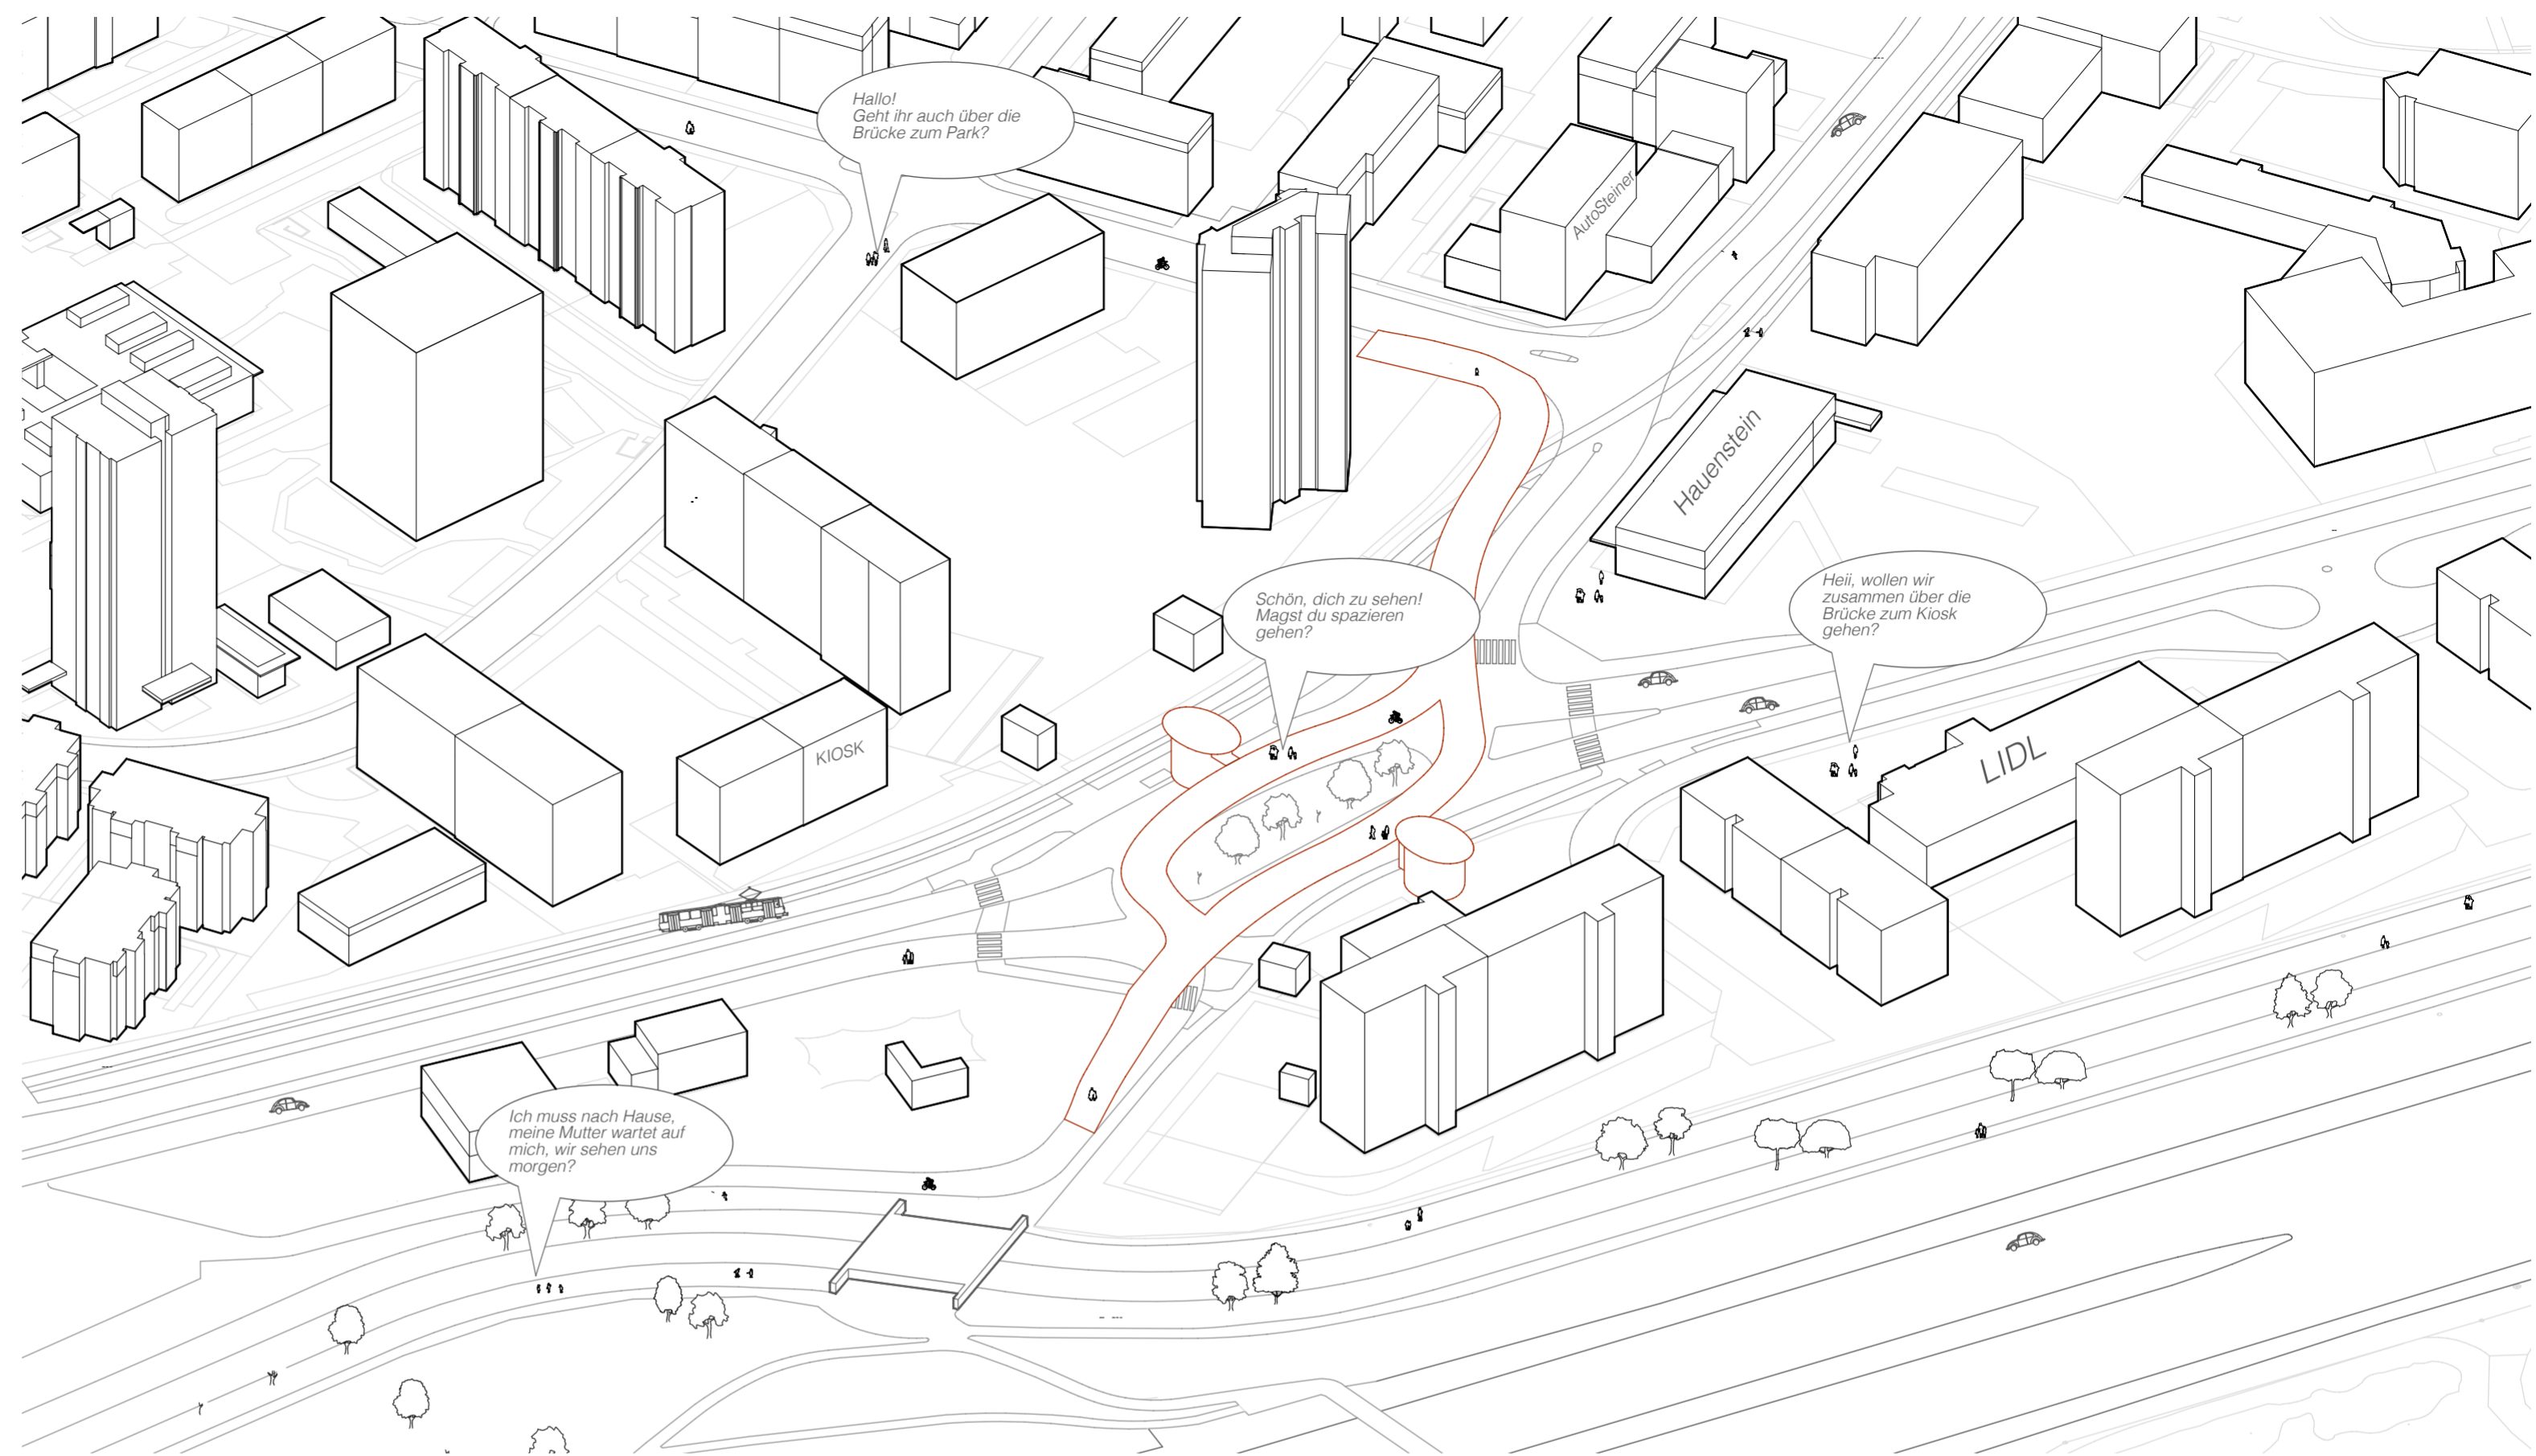 Hallo!
Geht ihr auch über die
Brücke zum Park?
AutoSteiner
Hauenstein
Schön, dich zu sehen!
Magst du spazieren
gehen?
Heii, wollen wir
zusammen über die
Brücke zum Kiosk
gehen?
KIOSK
LIDL
Ich muss nach Hause,
meine Mutter wartet auf
mich, wir sehen uns
morgen?